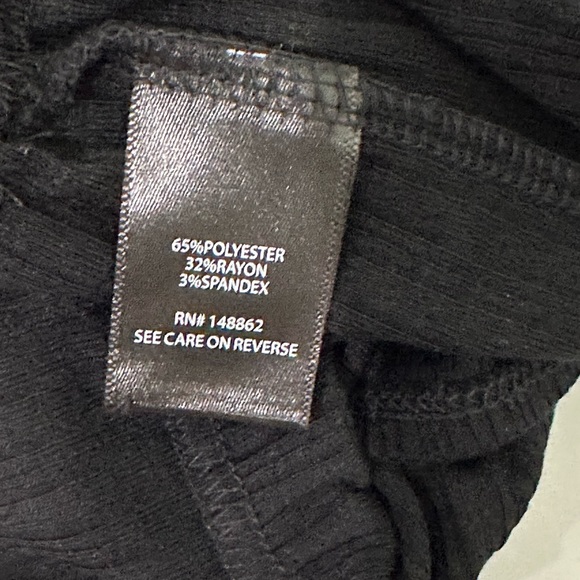 65%POLYESTER
32%RAYON
3%SPANDEX
RN# 148862
SEE CARE ON REVERSE